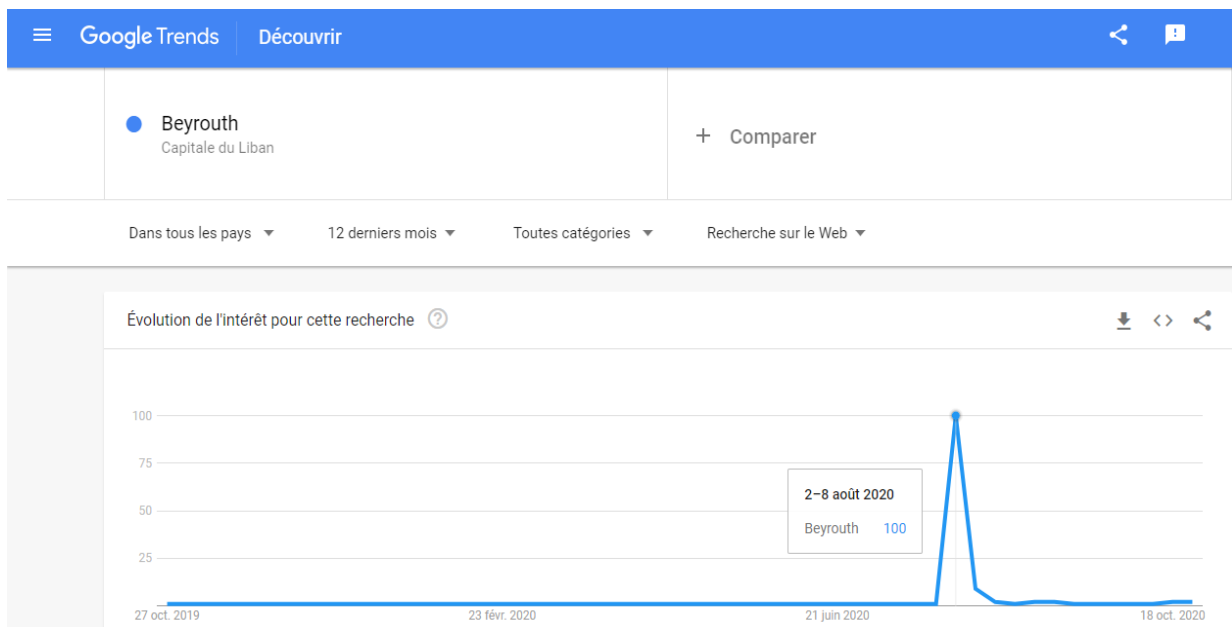 Google Trends Découvrir
Beyrouth
Capitale du Liban
+ Comparer
Dans tous les pays
12 derniers mois
Toutes catégories
Recherche sur le Web
Évolution de l'intérêt pour cette recherche ?
100
75
50
25
2–8 août 2020
Beyrouth 100
27 oct. 2019
23 févr. 2020
21 juin 2020
18 oct. 2020